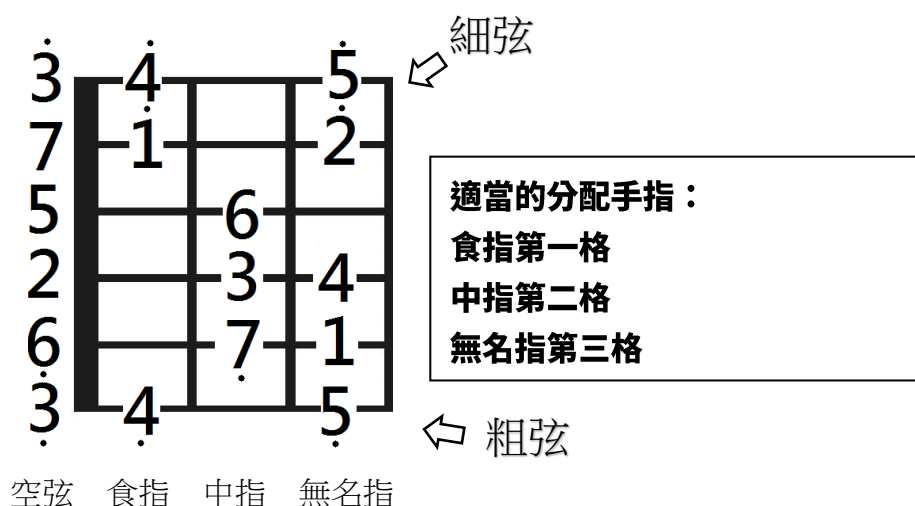 細弦
3 4 5
7 1 2
5 6
2 3 4
6 7 1
3 4 5
適當的分配手指：
食指第一格
中指第二格
無名指第三格
粗弦
空弦 食指 中指 無名指